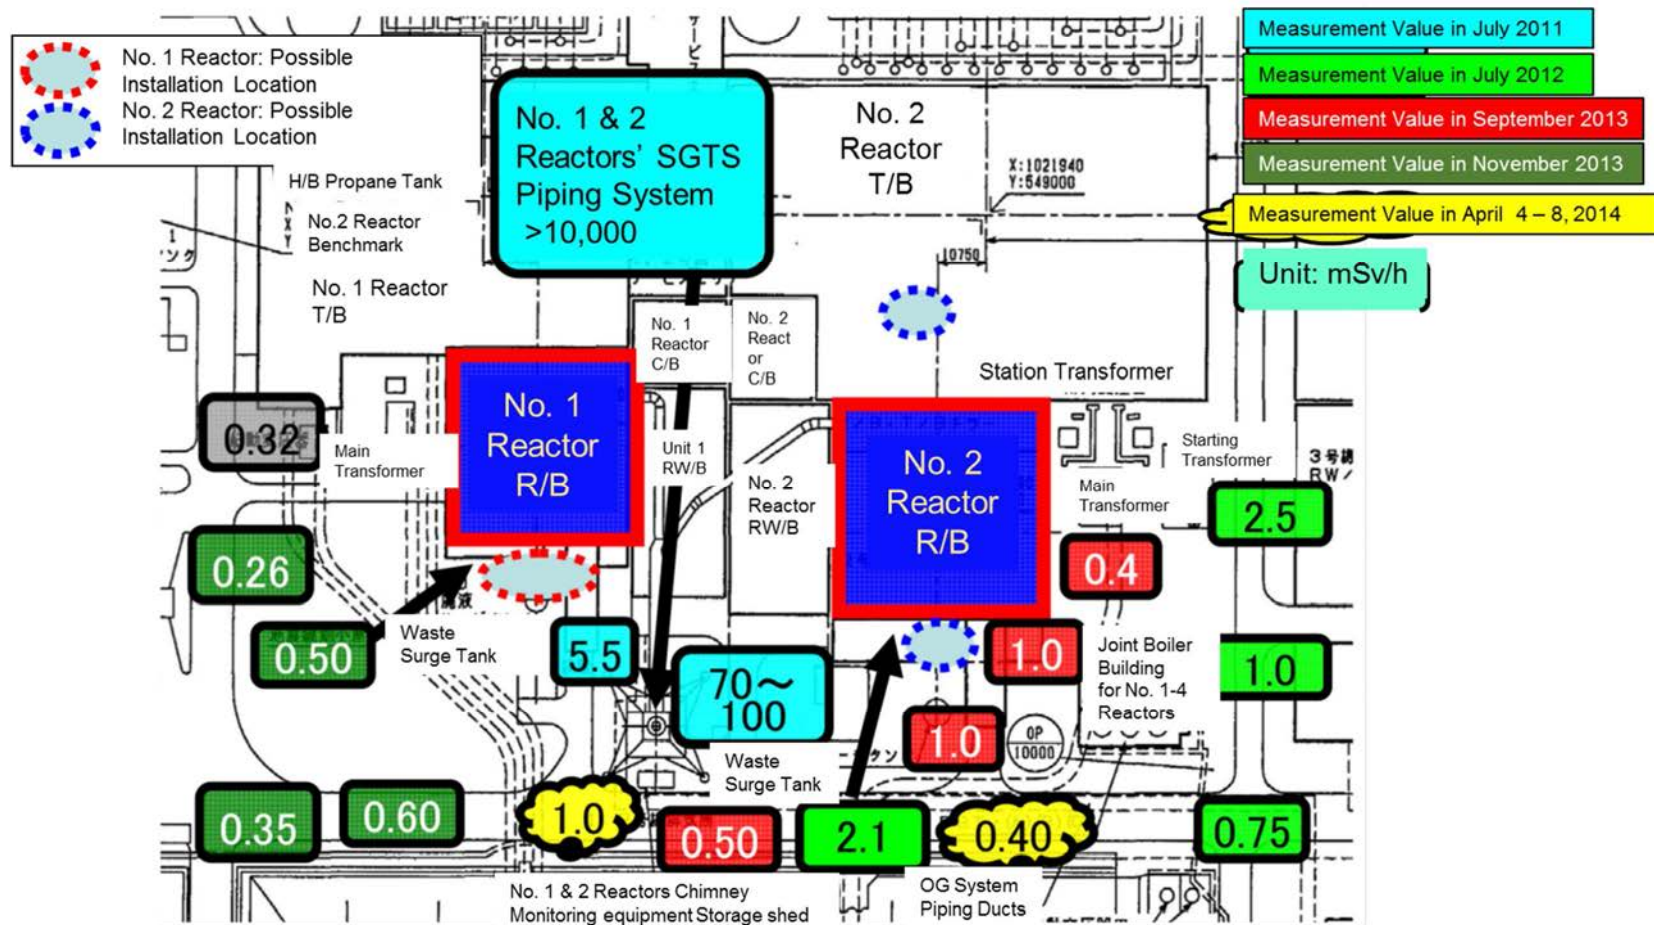 No. 1 Reactor: Possible
Installation Location
No. 2 Reactor: Possible
Installation Location
Measurement Value in July 2011
Measurement Value in July 2012
Measurement Value in September 2013
Measurement Value in November 2013
Measurement Value in April 4 – 8, 2014
Unit: mSv/h
No. 1 & 2
Reactors' SGTS
Piping System
>10,000
No. 2
Reactor
T/B
X:1021940
Y:549000
10750
H/B Propane Tank
No.2 Reactor
Benchmark
No. 1 Reactor
T/B
No. 1
Reactor
C/B
No. 2
React
or
C/B
Station Transformer
0.32
Main
Transformer
No. 1
Reactor
R/B
Unit 1
RW/B
No. 2
Reactor
RW/B
No. 2
Reactor
R/B
Main
Transformer
Starting
Transformer
3号
RW/
2.5
0.26
0.4
0.50
Waste
Surge Tank
5.5
70～
100
1.0
Joint Boiler
Building
for No. 1-4
Reactors
1.0
1.0
OP
10000
Waste
Surge Tank
0.35
0.60
1.0
0.50
2.1
0.40
0.75
No. 1 & 2 Reactors Chimney
Monitoring equipment Storage shed
OG System
Piping Ducts